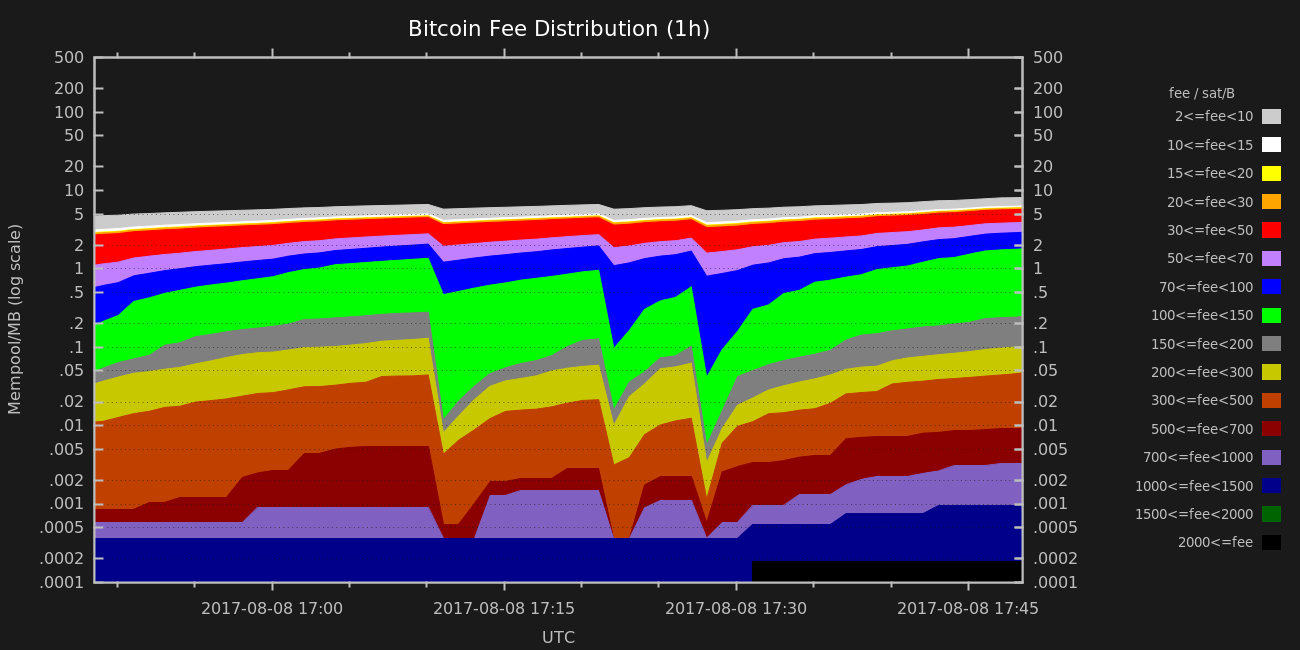 Bitcoin Fee Distribution (1h)
Mempool/MB (log scale)
500
200
100
50
20
10
5
2
1
.5
.2
.1
.05
.02
.01
.005
.002
.001
.0005
.0002
.0001
500
200
100
50
20
10
5
2
1
.5
.2
.1
.05
.02
.01
.005
.002
.001
.0005
.0002
.0001
2017-08-08 17:00
2017-08-08 17:15
2017-08-08 17:30
2017-08-08 17:45
UTC
fee / sat/B
2<=fee<10
10<=fee<15
15<=fee<20
20<=fee<30
30<=fee<50
50<=fee<70
70<=fee<100
100<=fee<150
150<=fee<200
200<=fee<300
300<=fee<500
500<=fee<700
700<=fee<1000
1000<=fee<1500
1500<=fee<2000
2000<=fee